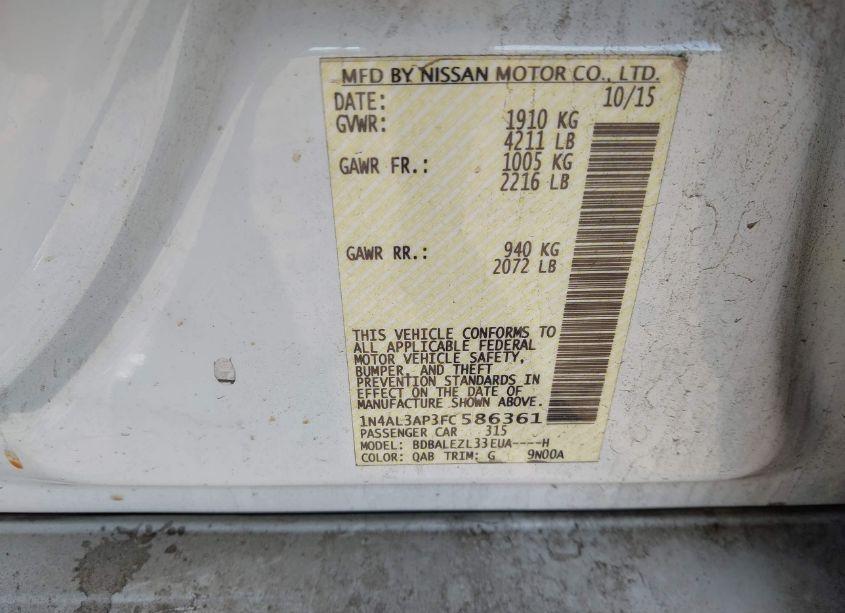 MFD BY NISSAN MOTOR CO., LTD.
DATE: 10/15
GVWR: 1910 KG
4211 LB
GAWR FR.: 1005 KG
2216 LB
GAWR RR.: 940 KG
2072 LB
THIS VEHICLE CONFORMS TO
ALL APPLICABLE FEDERAL
MOTOR VEHICLE SAFETY,
BUMPER, AND THEFT
PREVENTION STANDARDS IN
EFFECT ON THE DATE OF
MANUFACTURE SHOWN ABOVE.
1N4AL3AP3FC586361
PASSENGER CAR 315
MODEL: BDBALEZL33EUA----H
COLOR: QAB TRIM: G 9N00A